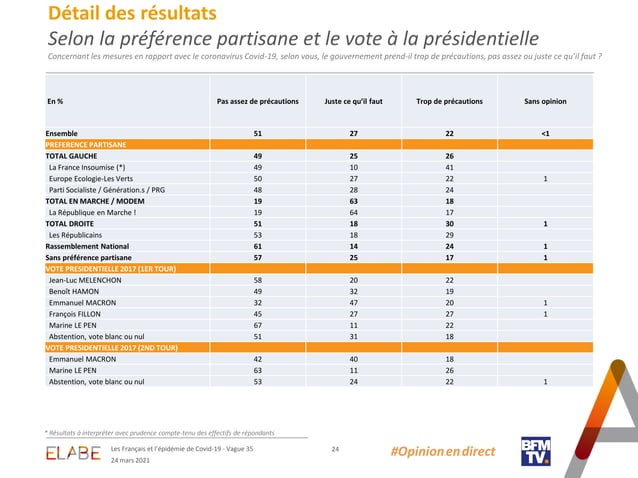 Détail des résultats
Selon la préférence partisane et le vote à la présidentielle
Concernant les mesures en rapport avec le coronavirus Covid-19, selon vous, le gouvernement prend-il trop de précautions, pas assez ou juste ce qu'il faut ?
En % Pas assez de précautions Juste ce qu'il faut Trop de précautions Sans opinion
Ensemble 51 27 22 <1
PREFERENCE PARTISANE
TOTAL GAUCHE 49 25 26
La France Insoumise (*) 49 10 41
Europe Ecologie-Les Verts 50 27 22 1
Parti Socialiste / Génération.s / PRG 48 28 24
TOTAL EN MARCHE / MODEM 19 63 18
La République en Marche ! 19 64 17
TOTAL DROITE 51 18 30 1
Les Républicains 53 18 29
Rassemblement National 61 14 24 1
Sans préférence partisane 57 25 17 1
VOTE PRESIDENTIELLE 2017 (1ER TOUR)
Jean-Luc MELENCHON 58 20 22
Benoît HAMON 49 32 19
Emmanuel MACRON 32 47 20 1
François FILLON 45 27 27 1
Marine LE PEN 67 11 22
Abstention, vote blanc ou nul 51 31 18
VOTE PRESIDENTIELLE 2017 (2ND TOUR)
Emmanuel MACRON 42 40 18
Marine LE PEN 63 11 26
Abstention, vote blanc ou nul 53 24 22 1
* Résultats à interpréter avec prudence compte-tenu des effectifs de répondants
ELABE Les Français et l'épidémie de Covid-19 - Vague 35 24 #Opinionendirect BFM TV.
24 mars 2021